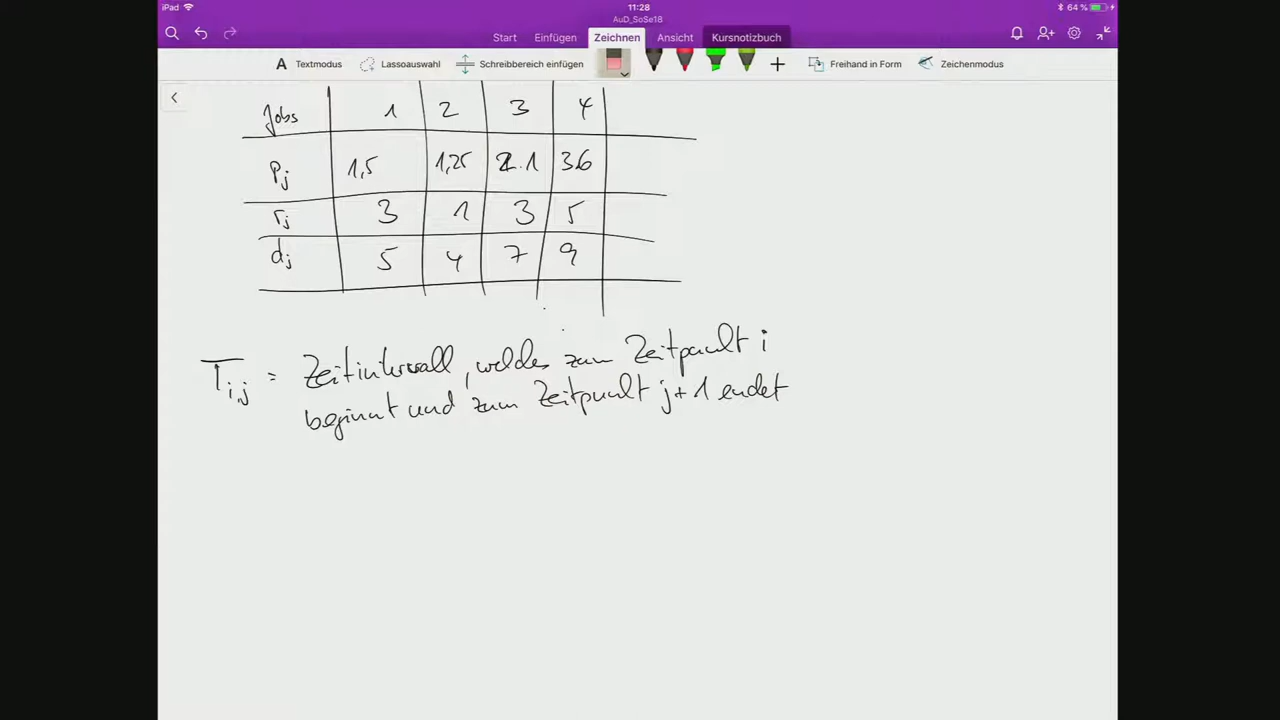 iPad 11:28 64 %
AuD_SoSe18
Start Einfügen Zeichnen Ansicht Kursnotizbuch
A Textmodus Lassoauswahl Schreibbereich einfügen Freihand in Form Zeichenmodus
Jobs 1 2 3 4
pj 1,5 1,25 2.1 3.6
rj 3 1 3 5
dj 5 4 7 9
Ti,j = Zeitintervall, welches zum Zeitpunkt i
beginnt und zum Zeitpunkt j+1 endet